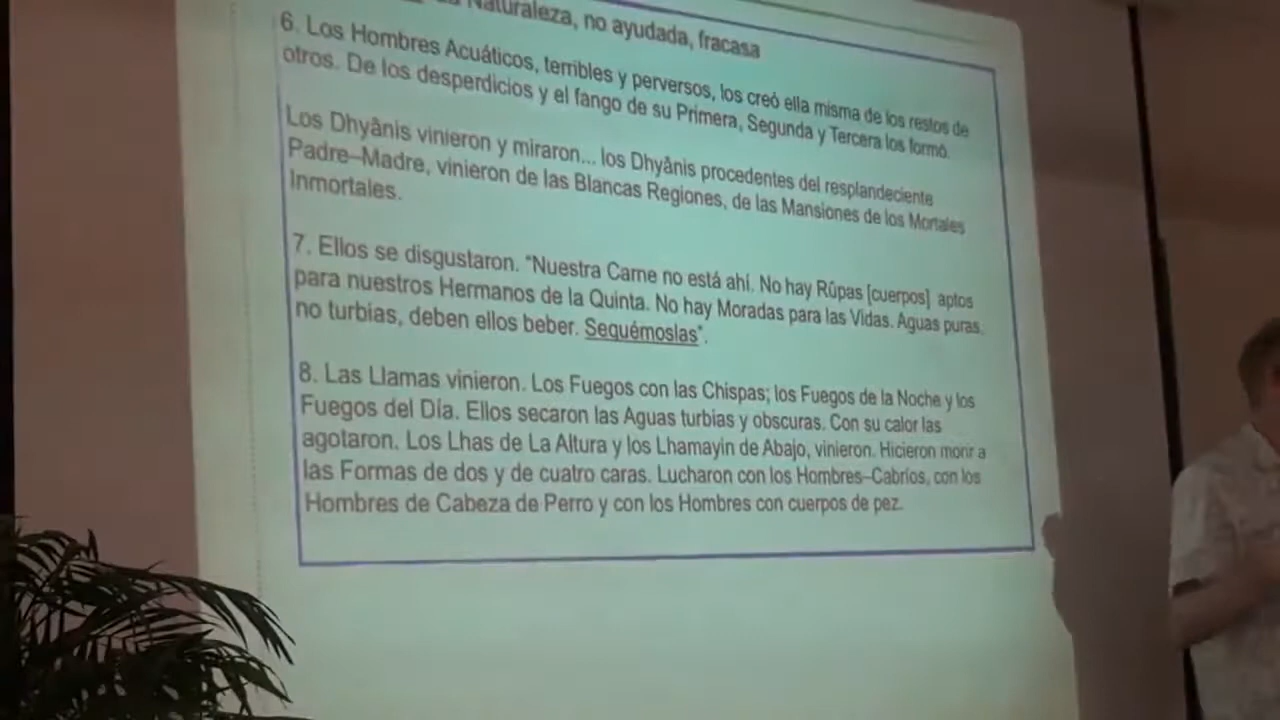 Naturaleza, no ayudada, fracasa
6. Los Hombres Acuáticos, terribles y perversos, los creó ella misma de los restos de
otros. De los desperdicios y el fango de su Primera, Segunda y Tercera los formó.
Los Dhyânis vinieron y miraron... los Dhyânis procedentes del resplandeciente
Padre–Madre, vinieron de las Blancas Regiones, de las Mansiones de los Mortales
Inmortales.
7. Ellos se disgustaron. “Nuestra Carne no está ahí. No hay Rûpas [cuerpos] aptos
para nuestros Hermanos de la Quinta. No hay Moradas para las Vidas. Aguas puras,
no turbias, deben ellos beber. Sequémoslas”.
8. Las Llamas vinieron. Los Fuegos con las Chispas; los Fuegos de la Noche y los
Fuegos del Día. Ellos secaron las Aguas turbias y obscuras. Con su calor las
agotaron. Los Lhas de La Altura y los Lhamayin de Abajo, vinieron. Hicieron morir a
las Formas de dos y de cuatro caras. Lucharon con los Hombres–Cabríos, con los
Hombres de Cabeza de Perro y con los Hombres con cuerpos de pez.